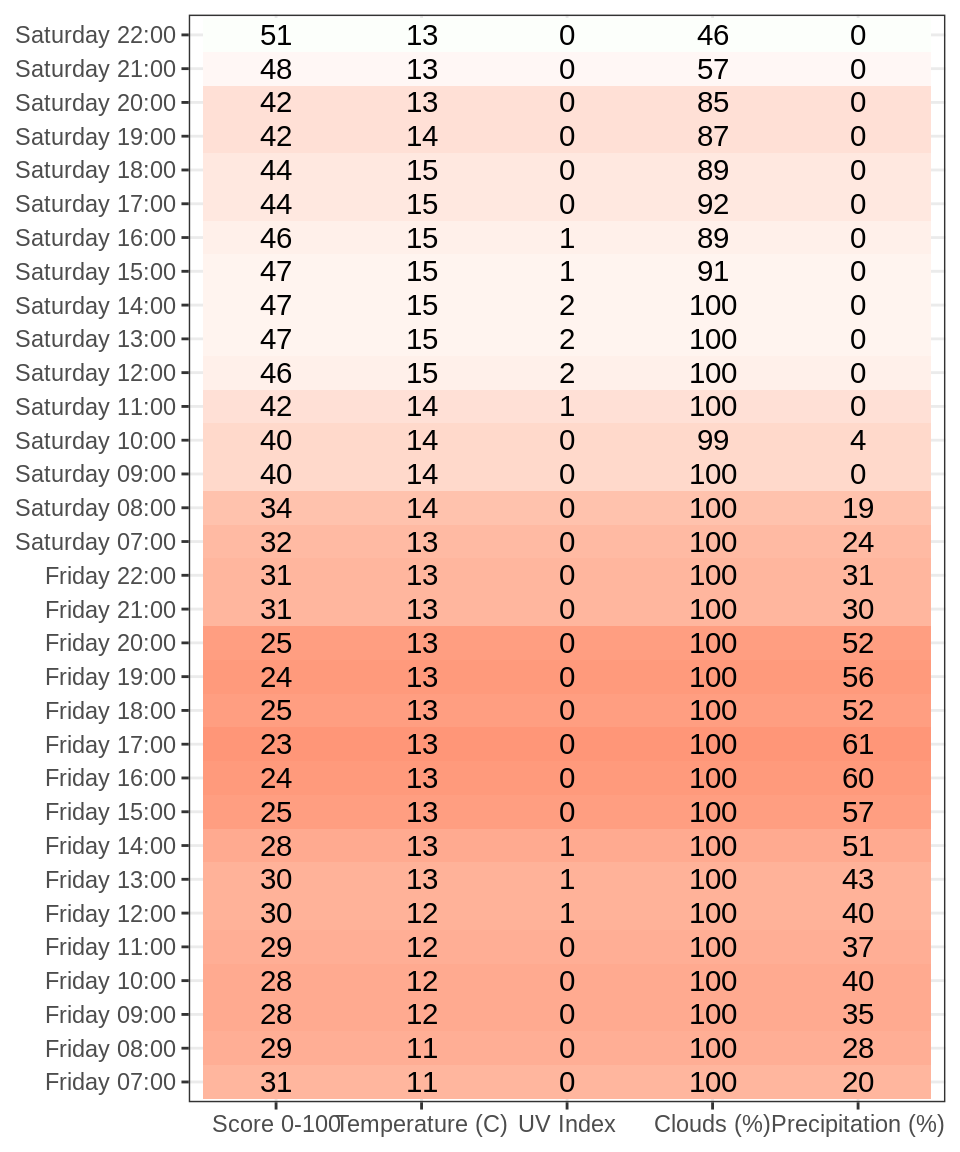 Saturday 22:00 51 13 0 46 0
Saturday 21:00 48 13 0 57 0
Saturday 20:00 42 13 0 85 0
Saturday 19:00 42 14 0 87 0
Saturday 18:00 44 15 0 89 0
Saturday 17:00 44 15 0 92 0
Saturday 16:00 46 15 1 89 0
Saturday 15:00 47 15 1 91 0
Saturday 14:00 47 15 2 100 0
Saturday 13:00 47 15 2 100 0
Saturday 12:00 46 15 2 100 0
Saturday 11:00 42 14 1 100 0
Saturday 10:00 40 14 0 99 4
Saturday 09:00 40 14 0 100 0
Saturday 08:00 34 14 0 100 19
Saturday 07:00 32 13 0 100 24
Friday 22:00 31 13 0 100 31
Friday 21:00 31 13 0 100 30
Friday 20:00 25 13 0 100 52
Friday 19:00 24 13 0 100 56
Friday 18:00 25 13 0 100 52
Friday 17:00 23 13 0 100 61
Friday 16:00 24 13 0 100 60
Friday 15:00 25 13 0 100 57
Friday 14:00 28 13 1 100 51
Friday 13:00 30 13 1 100 43
Friday 12:00 30 12 1 100 40
Friday 11:00 29 12 0 100 37
Friday 10:00 28 12 0 100 40
Friday 09:00 28 12 0 100 35
Friday 08:00 29 11 0 100 28
Friday 07:00 31 11 0 100 20
Score 0-100 Temperature (C) UV Index Clouds (%) Precipitation (%)